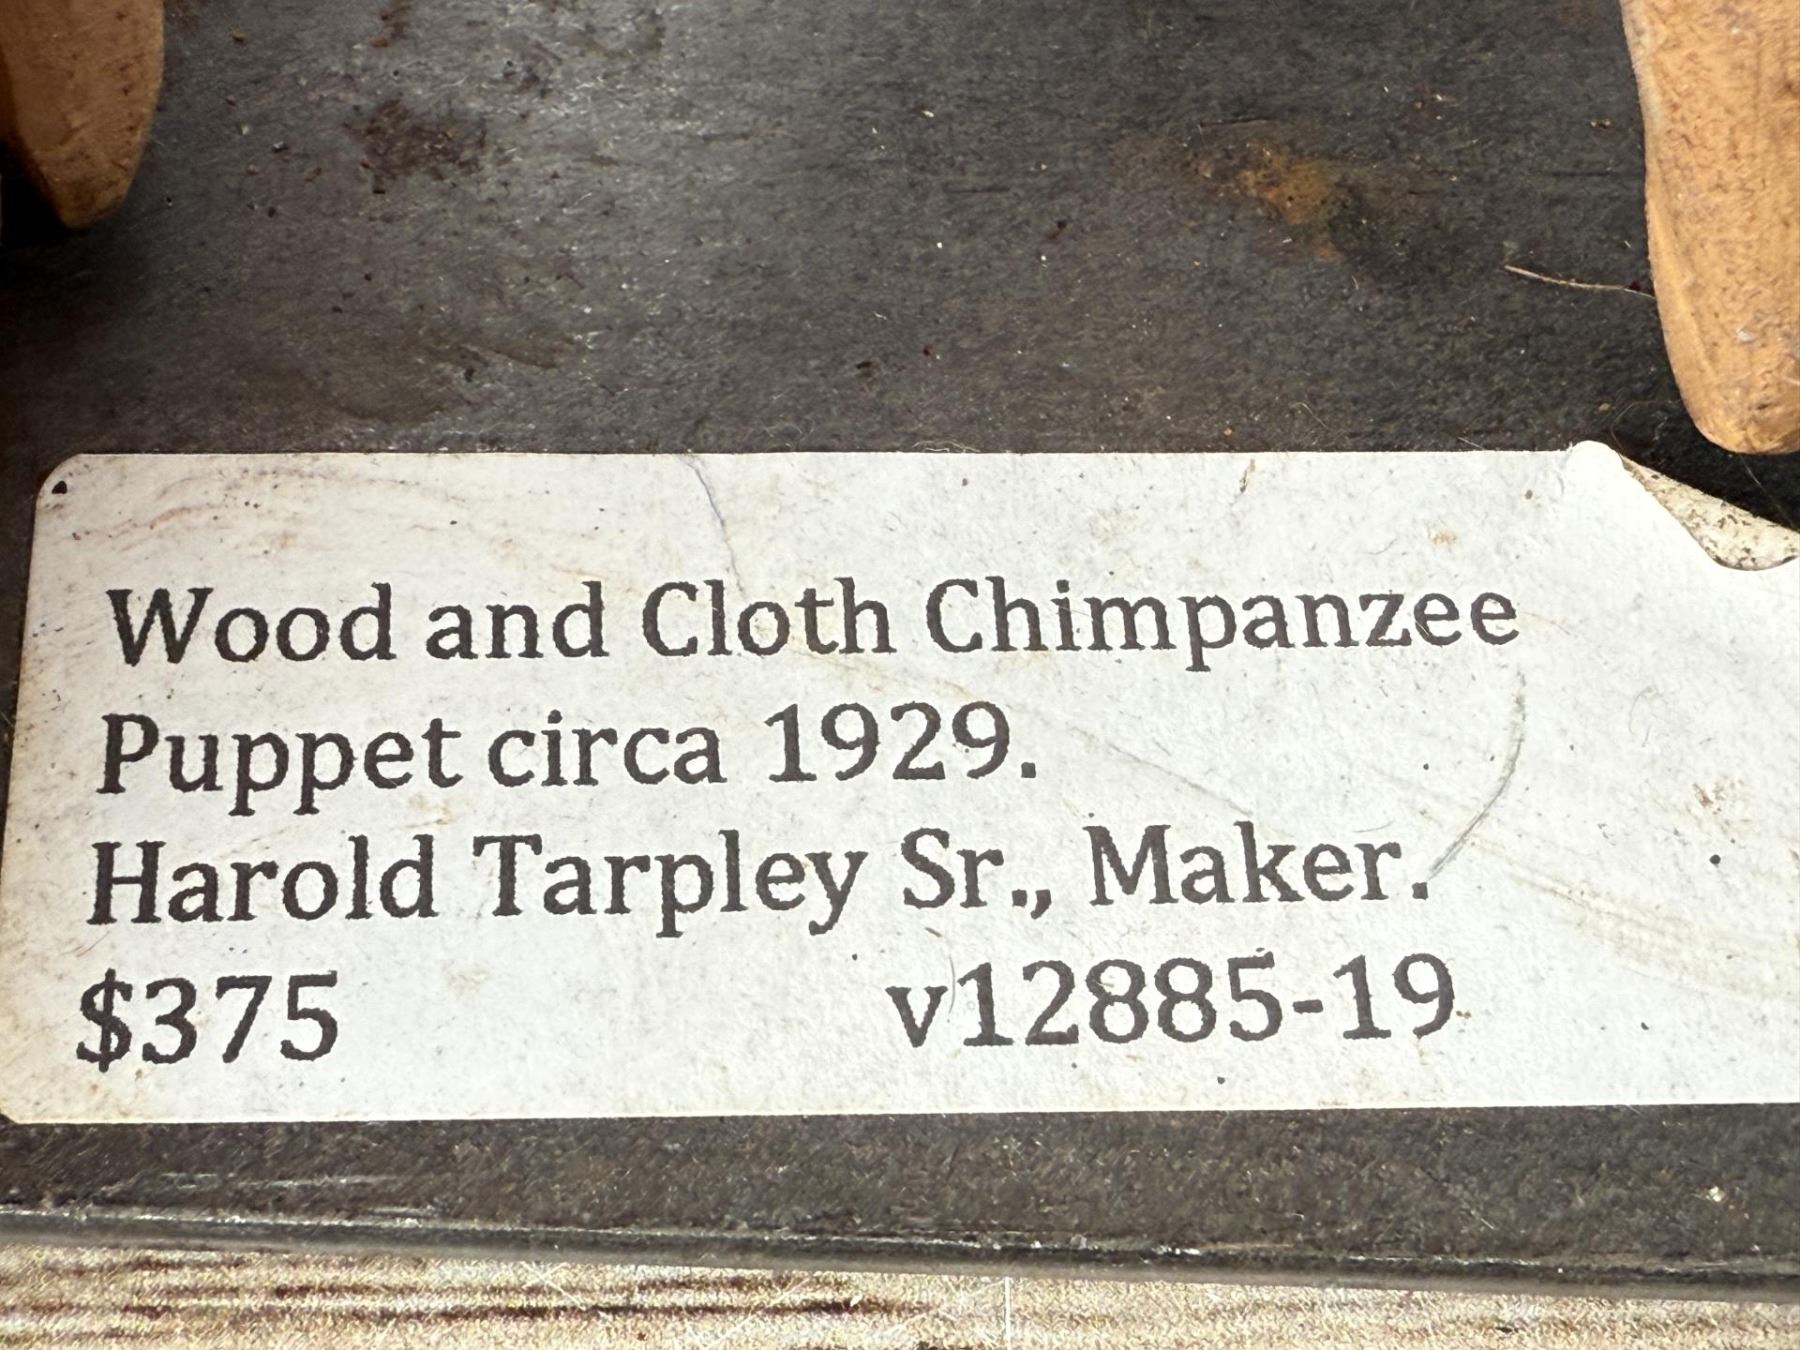 Wood and Cloth Chimpanzee
Puppet circa 1929.
Harold Tarpley Sr., Maker.
$375 v12885-19